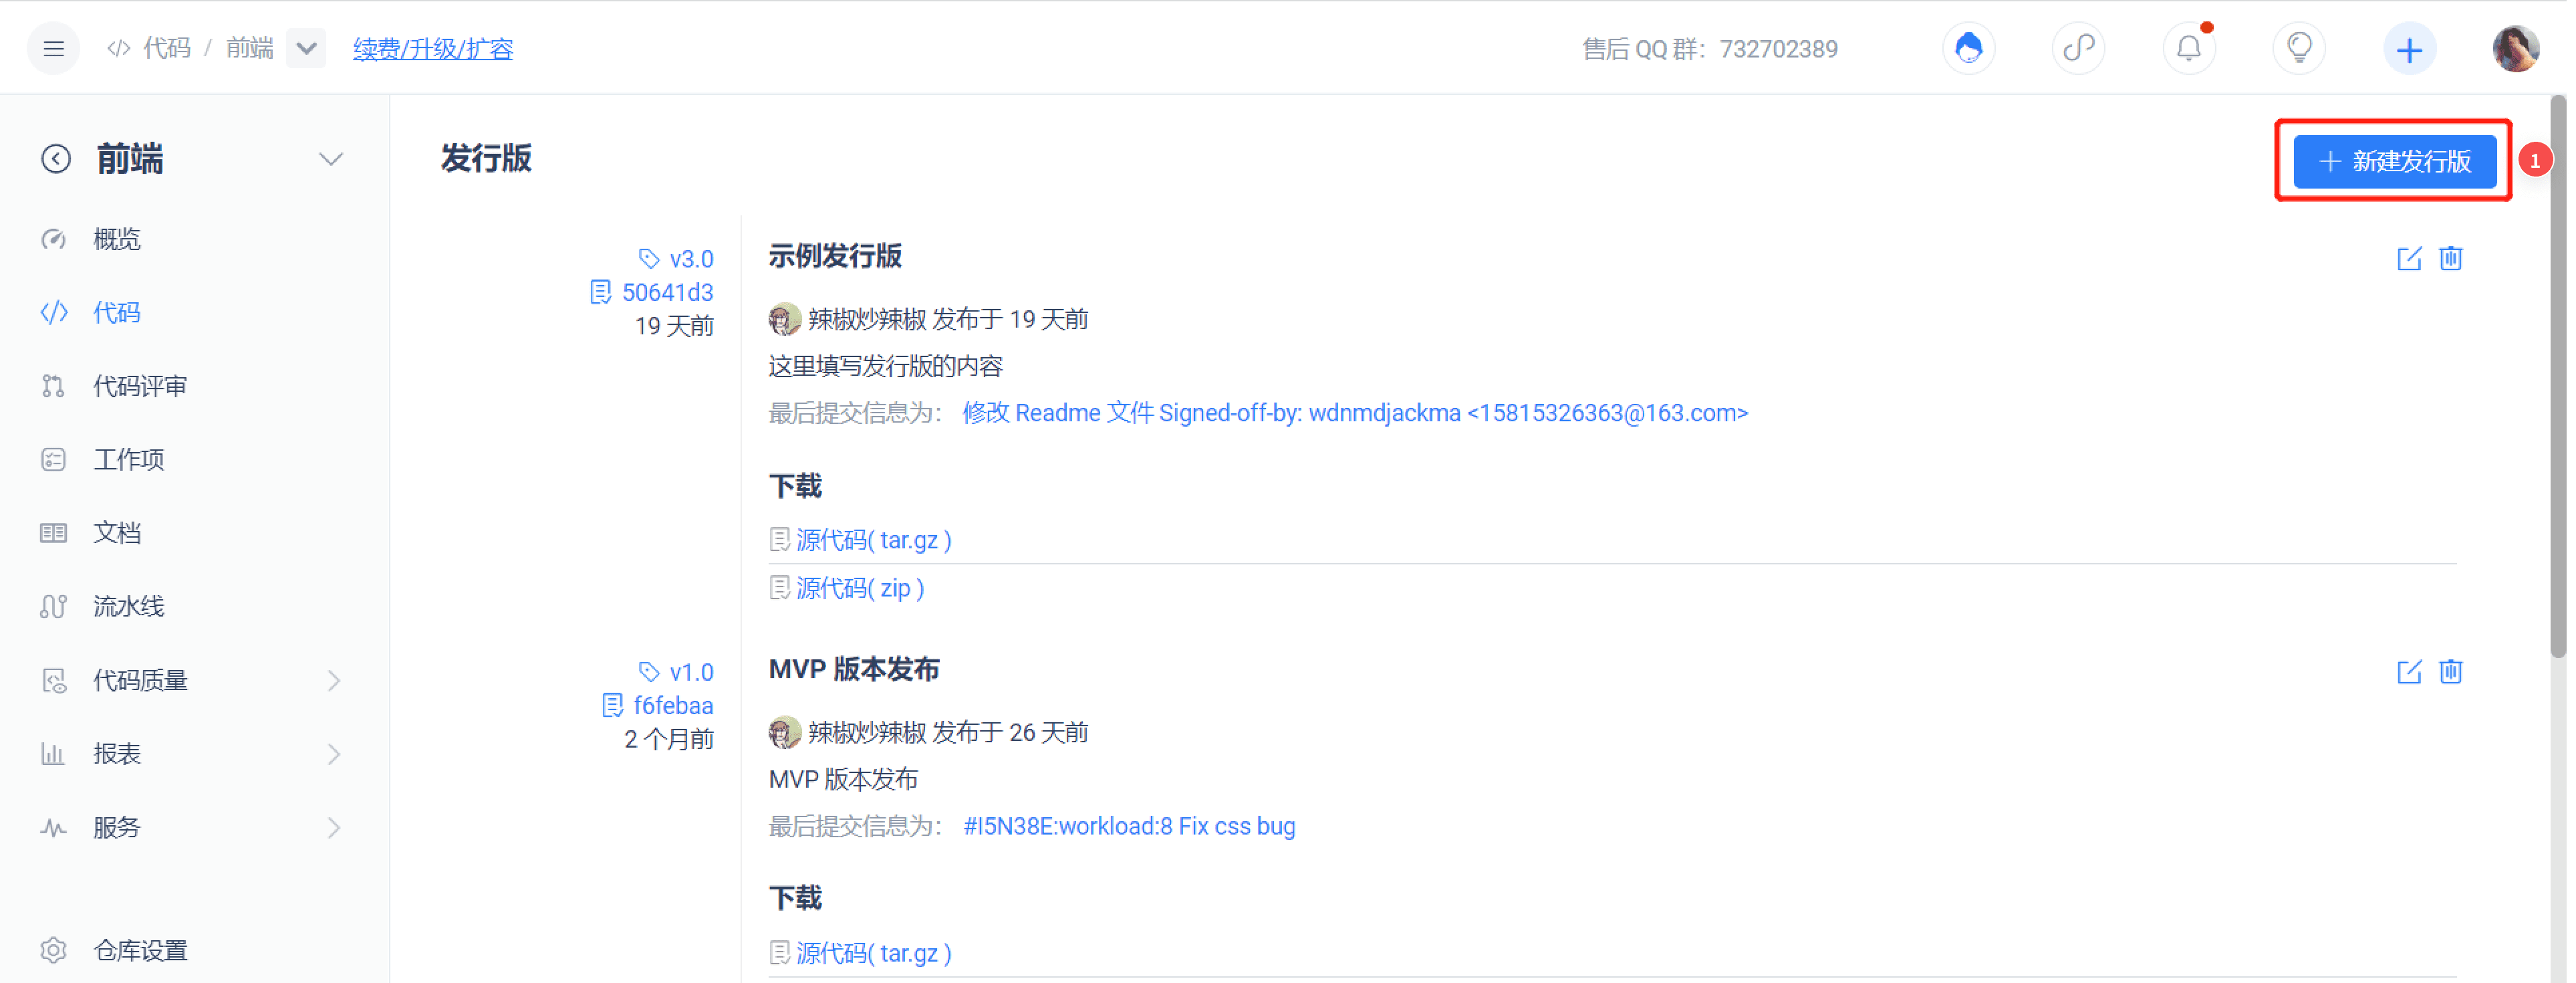 代码 / 前端 续费/升级/扩容 售后 QQ 群：732702389
前端
概览
代码
代码评审
工作项
文档
流水线
代码质量
报表
服务
仓库设置
发行版
新建发行版 1
v3.0
50641d3
19 天前
示例发行版
辣椒炒辣椒 发布于 19 天前
这里填写发行版的内容
最后提交信息为： 修改 Readme 文件 Signed-off-by: wdnmdjackma <15815326363@163.com>
下载
源代码( tar.gz )
源代码( zip )
v1.0
f6febaa
2 个月前
MVP 版本发布
辣椒炒辣椒 发布于 26 天前
MVP 版本发布
最后提交信息为： #I5N38E:workload:8 Fix css bug
下载
源代码( tar.gz )